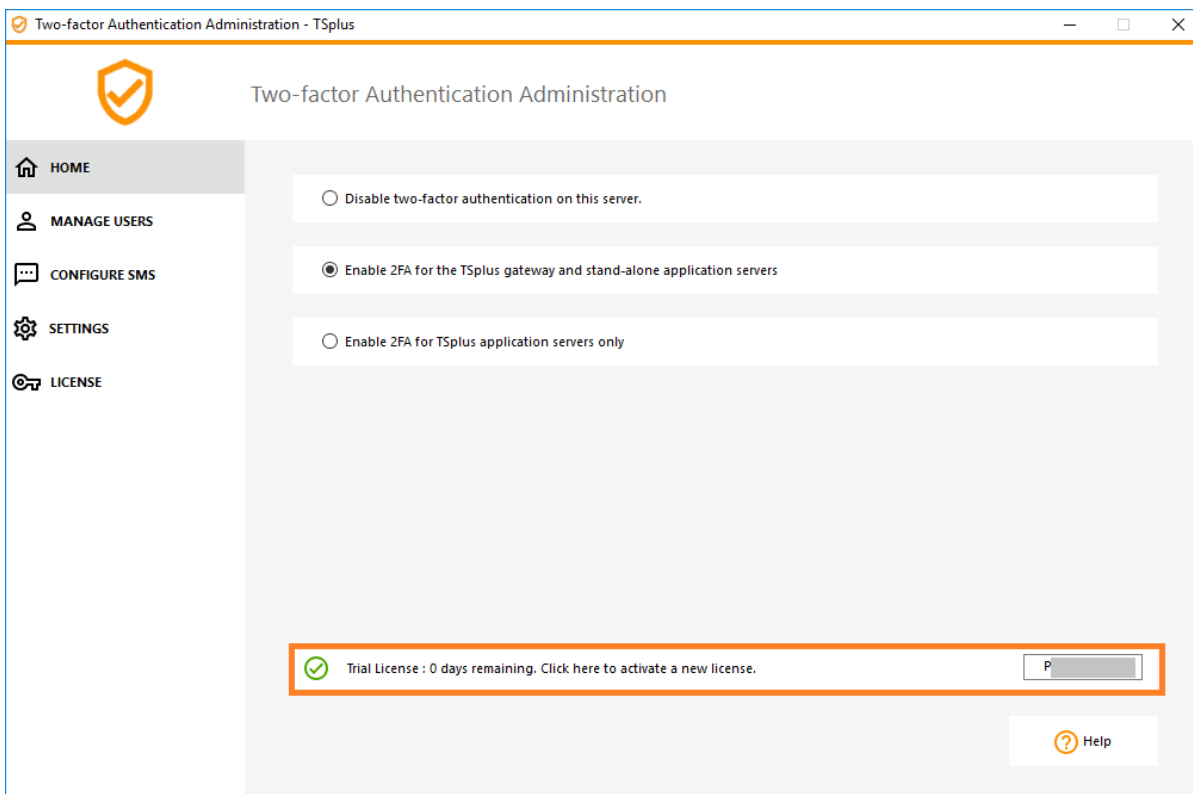 Two-factor Authentication Administration - TSplus
Two-factor Authentication Administration
HOME
MANAGE USERS
CONFIGURE SMS
SETTINGS
LICENSE
Disable two-factor authentication on this server.
Enable 2FA for the TSplus gateway and stand-alone application servers
Enable 2FA for TSplus application servers only
Trial License : 0 days remaining. Click here to activate a new license.
P
Help